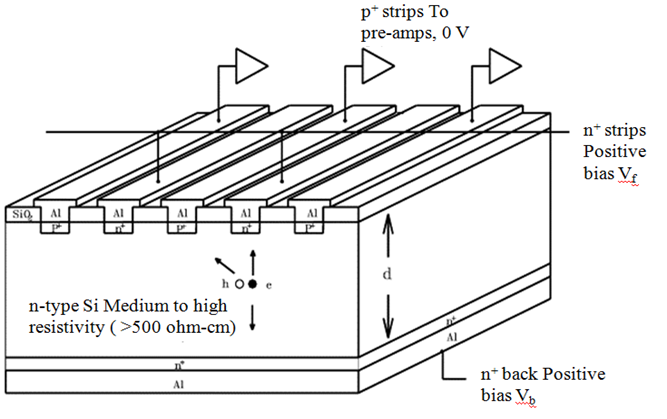 p⁺ strips To
pre-amps, 0 V
n⁺ strips
Positive
bias Vf
SiO₂ Al Al Al Al Al
p⁺ n⁺ p⁺ n⁺ p⁺
h e
d
n-type Si Medium to high
resistivity ( >500 ohm-cm)
n⁺
Al
n⁺
Al
n⁺ back Positive
bias Vb